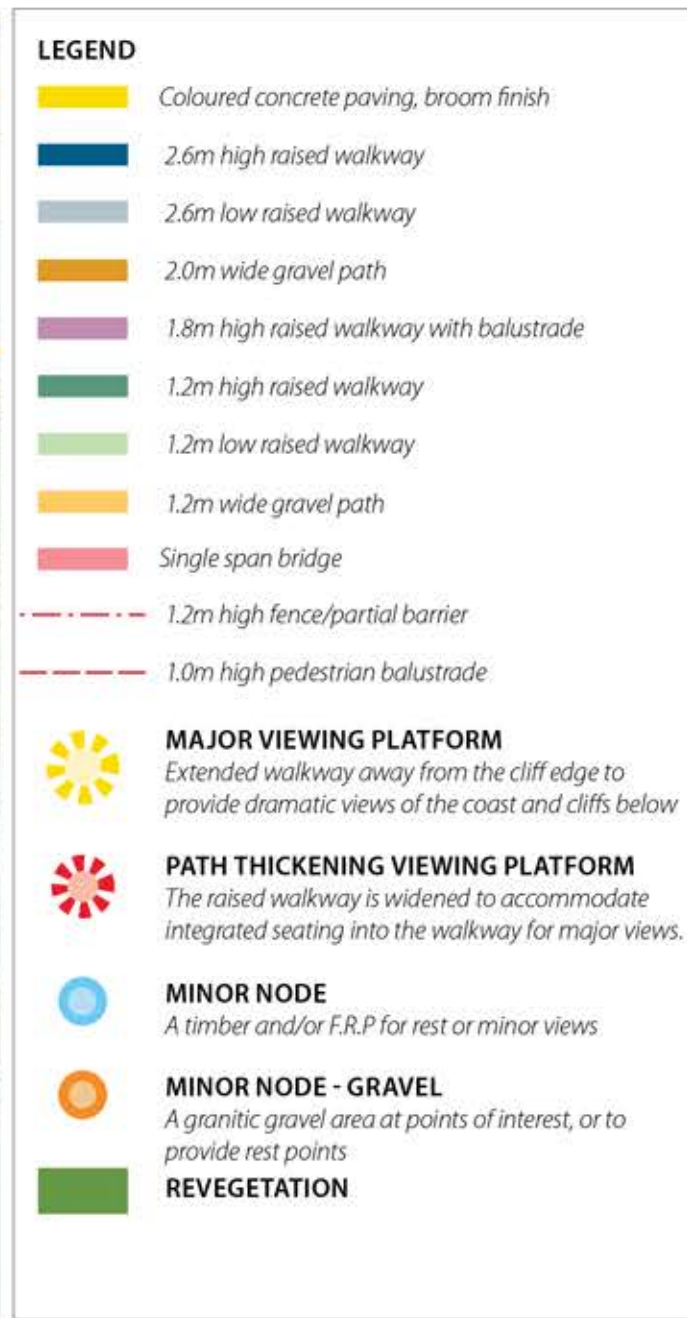 LEGEND
Coloured concrete paving, broom finish
2.6m high raised walkway
2.6m low raised walkway
2.0m wide gravel path
1.8m high raised walkway with balustrade
1.2m high raised walkway
1.2m low raised walkway
1.2m wide gravel path
Single span bridge
1.2m high fence/partial barrier
1.0m high pedestrian balustrade
MAJOR VIEWING PLATFORM
Extended walkway away from the cliff edge to
provide dramatic views of the coast and cliffs below
PATH THICKENING VIEWING PLATFORM
The raised walkway is widened to accommodate
integrated seating into the walkway for major views.
MINOR NODE
A timber and/or F.R.P for rest or minor views
MINOR NODE - GRAVEL
A granitic gravel area at points of interest, or to
provide rest points
REVEGETATION